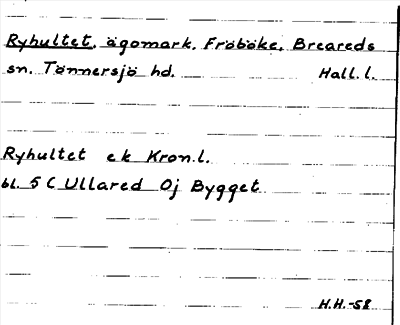 Ryhultet, ägomark, Fröböke, Breareds
sn. Tönnersjö hd. Hall. l.
Ryhultet ek Kron.l.
bl. 5 C Ullared Oj Bygget
H.H.-58